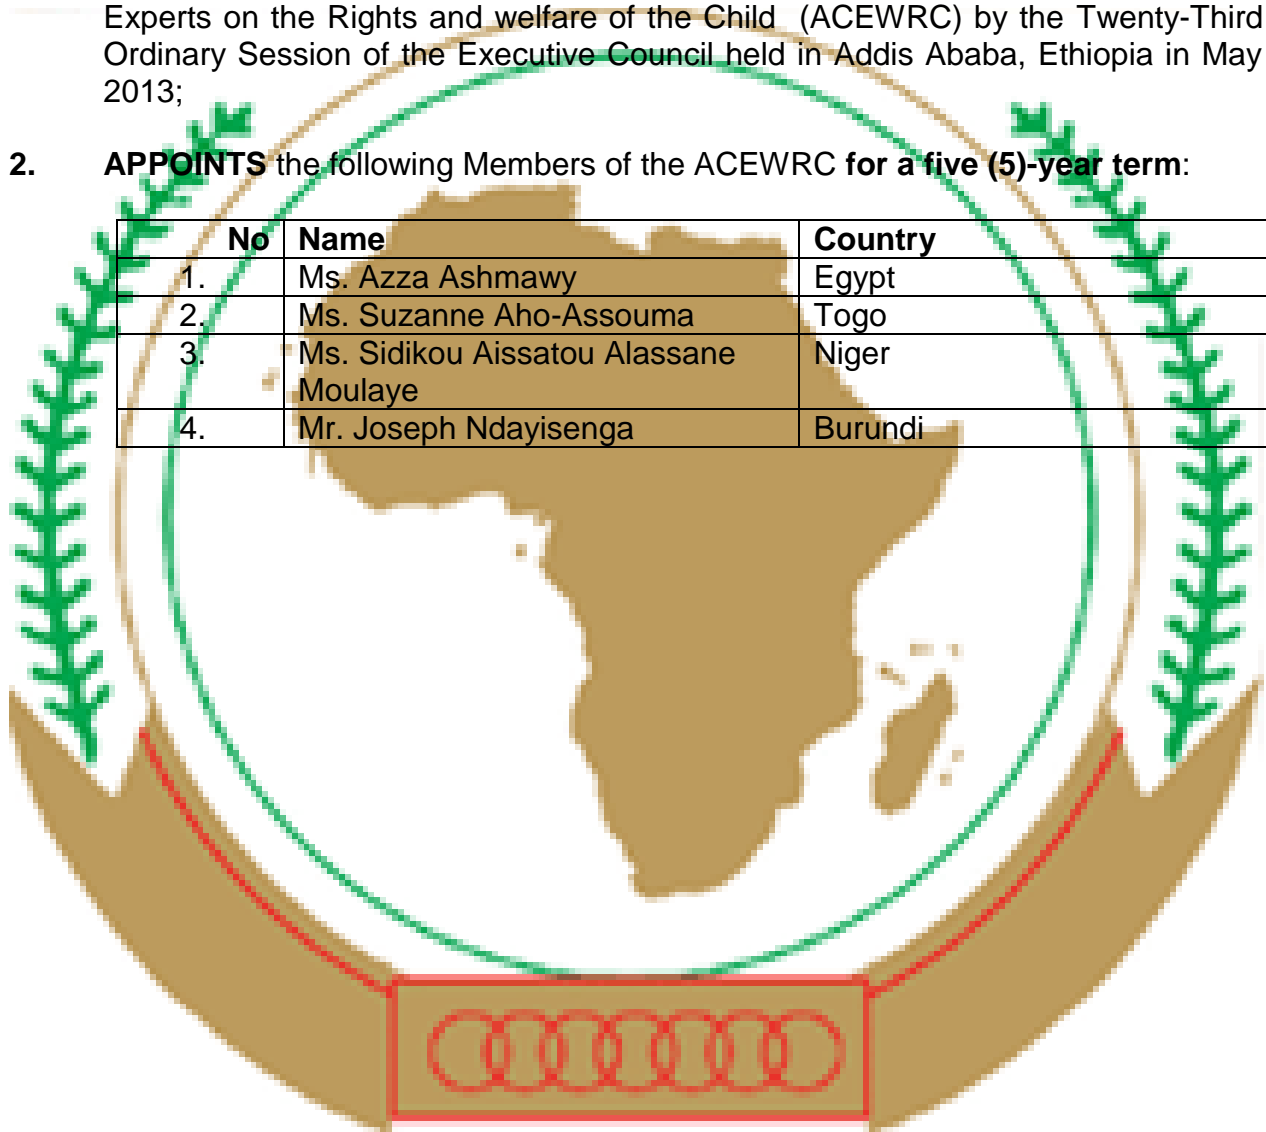 Experts on the Rights and welfare of the Child (ACEWRC) by the Twenty-Third
Ordinary Session of the Executive Council held in Addis Ababa, Ethiopia in May
2013;
2. APPOINTS the following Members of the ACEWRC for a five (5)-year term:
No Name Country
1. Ms. Azza Ashmawy Egypt
2. Ms. Suzanne Aho-Assouma Togo
3. Ms. Sidikou Aissatou Alassane Niger
Moulaye
4. Mr. Joseph Ndayisenga Burundi